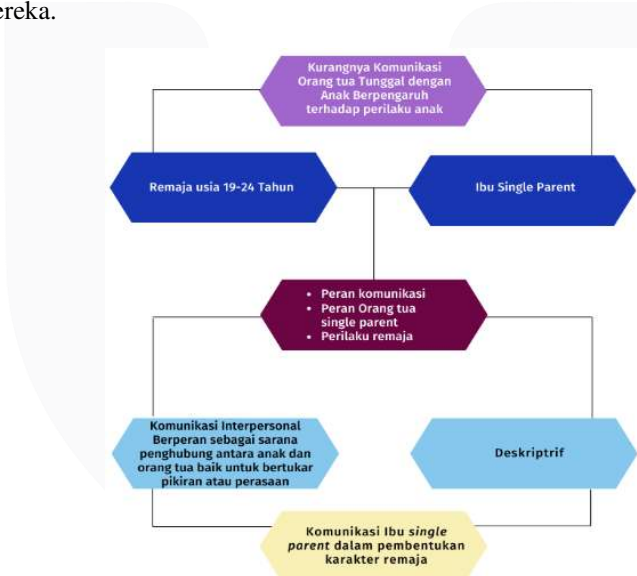 ereka.
Kurangnya Komunikasi
Orang tua Tunggal dengan
Anak Berpengaruh
terhadap perilaku anak
Remaja usia 19-24 Tahun
Ibu Single Parent
• Peran komunikasi
• Peran Orang tua
single parent
• Perilaku remaja
Komunikasi Interpersonal
Berperan sebagai sarana
penghubung antara anak dan
orang tua baik untuk bertukar
pikiran atau perasaan
Deskriptrif
Komunikasi Ibu single
parent dalam pembentukan
karakter remaja